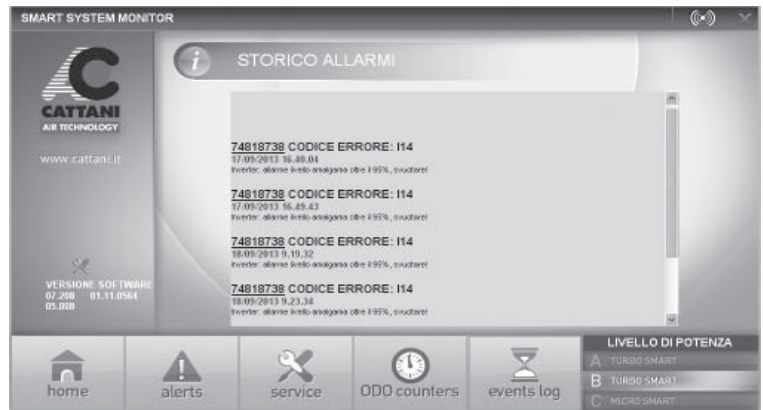 SMART SYSTEM MONITOR
STORICO ALLARMI
CATTANI
AIR TECHNOLOGY
www.cattani.it
74818738 CODICE ERRORE: I14
17/09/2013 16.40.04
Inverter: allarme livello amalgama oltre il 95%, svuotare!
74818738 CODICE ERRORE: I14
17/09/2013 16.49.43
Inverter: allarme livello amalgama oltre il 95%, svuotare!
74818738 CODICE ERRORE: I14
18/09/2013 9.19.32
Inverter: allarme livello amalgama oltre il 95%, svuotare!
74818738 CODICE ERRORE: I14
18/09/2013 9.23.34
Inverter: allarme livello amalgama oltre il 95%, svuotare!
VERSIONE SOFTWARE
07.200 01.11.0564
05.008
home
alerts
service
ODO counters
events log
LIVELLO DI POTENZA
A TURBO SMART
B TURBO SMART
C MICRO SMART